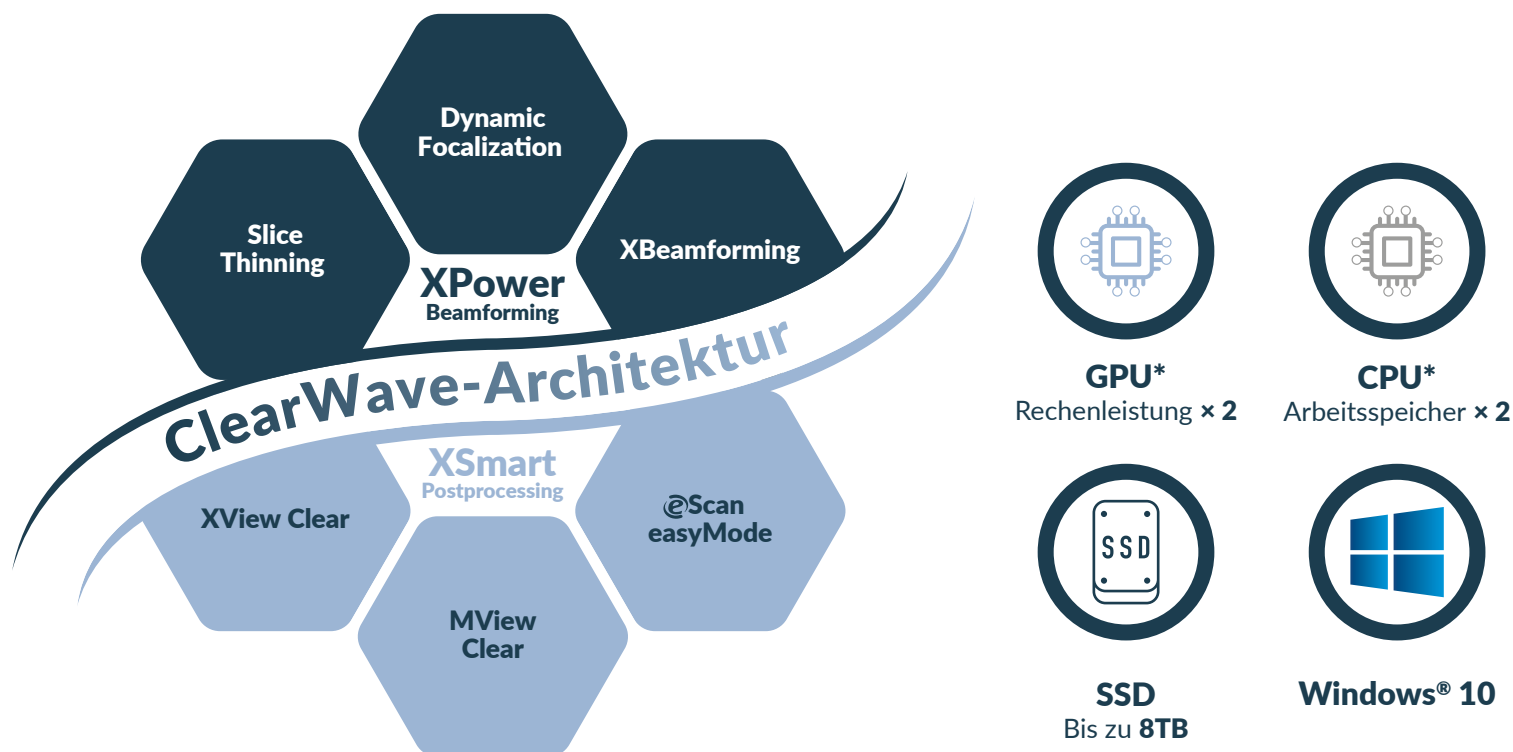 Dynamic
Focalization
Slice
Thinning
XBeamforming
XPower
Beamforming
ClearWave-Architektur
XSmart
Postprocessing
XView Clear
eScan
easyMode
MView
Clear
GPU*
Rechenleistung × 2
CPU*
Arbeitsspeicher × 2
SSD
SSD
Bis zu 8TB
Windows® 10